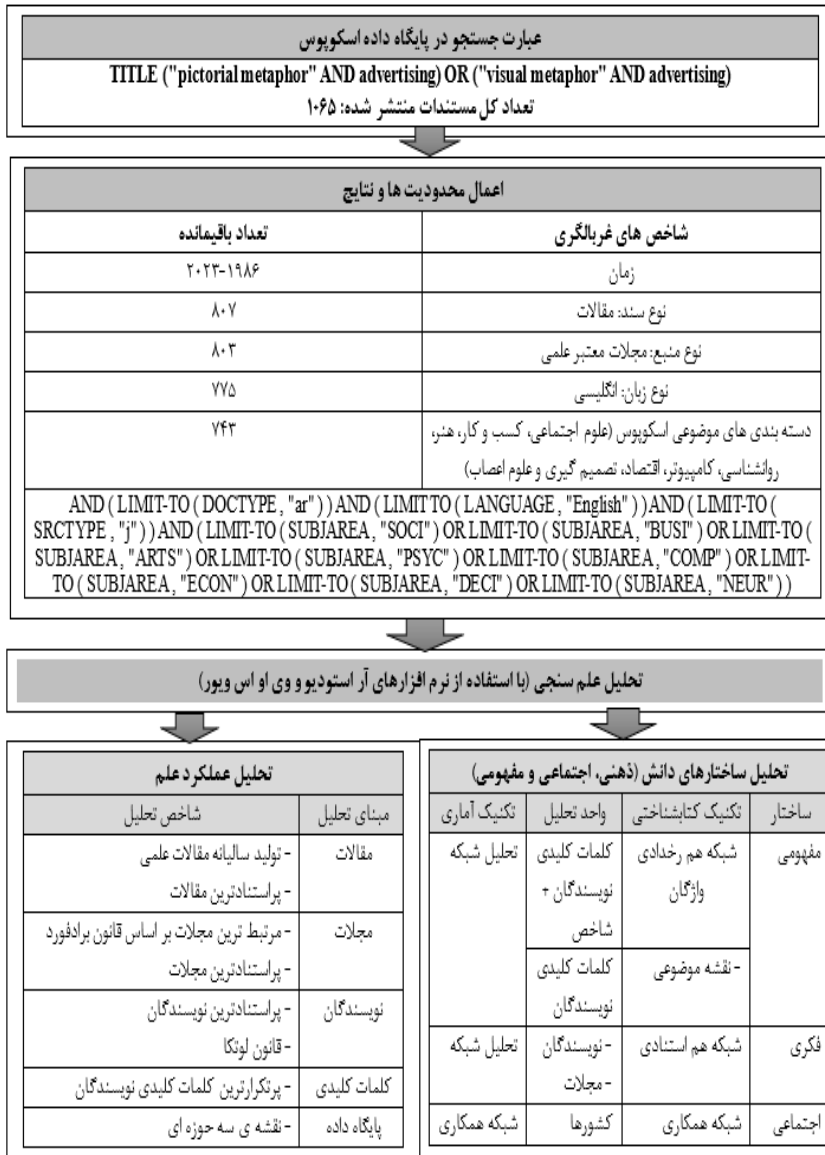 عبارت جستجو در پایگاه داده اسکوپوس
TITLE ("pictorial metaphor" AND advertising) OR ("visual metaphor" AND advertising)
تعداد کل مستندات منتشر شده: ۱۰۶۵
اعمال محدودیت ها و نتایج
شاخص های غربالگری
تعداد باقیمانده
زمان
۲۰۲۳-۱۹۸۶
نوع سند: مقالات
۸۰۷
نوع منبع: مجلات معتبر علمی
۸۰۳
نوع زبان: انگلیسی
۷۷۵
دسته بندی های موضوعی اسکوپوس (علوم اجتماعی، کسب و کار، هنر،
روانشناسی، کامپیوتر، اقتصاد، تصمیم گیری و علوم اعصاب)
۷۴۳
AND ( LIMIT-TO ( DOCTYPE , "ar" ) ) AND ( LIMIT TO ( LANGUAGE , "English" ) ) AND ( LIMIT-TO (
SRCTYPE , "j" ) ) AND ( LIMIT-TO ( SUBJAREA , "SOCI" ) OR LIMIT-TO ( SUBJAREA , "BUSI" ) OR LIMIT-TO (
SUBJAREA , "ARTS" ) OR LIMIT-TO ( SUBJAREA , "PSYC" ) OR LIMIT-TO ( SUBJAREA , "COMP" ) OR LIMIT-
TO ( SUBJAREA , "ECON" ) OR LIMIT-TO ( SUBJAREA , "DECI" ) OR LIMIT-TO ( SUBJAREA , "NEUR" ) )
تحلیل علم سنجی (با استفاده از نرم افزارهای آر استودیو و وی او اس ویور)
تحلیل ساختارهای دانش (ذهنی، اجتماعی و مفهومی)
ساختار
تکنیک کتابشناختی
واحد تحلیل
تکنیک آماری
مفهومی
شبکه هم رخدادی
واژگان
کلمات کلیدی
نویسندگان +
شاخص
تحلیل شبکه
- نقشه موضوعی
کلمات کلیدی
نویسندگان
فکری
شبکه هم استنادی
- نویسندگان
- مجلات
تحلیل شبکه
اجتماعی
شبکه همکاری
کشورها
شبکه همکاری
تحلیل عملکرد علم
مبنای تحلیل
شاخص تحلیل
مقالات
- تولید سالیانه مقالات علمی
- پراستنادترین مقالات
مجلات
- مرتبط ترین مجلات بر اساس قانون برادفورد
- پراستنادترین مجلات
نویسندگان
- پراستنادترین نویسندگان
- قانون لوتکا
کلمات کلیدی
- پرتکرارترین کلمات کلیدی نویسندگان
پایگاه داده
- نقشه ی سه حوزه ای